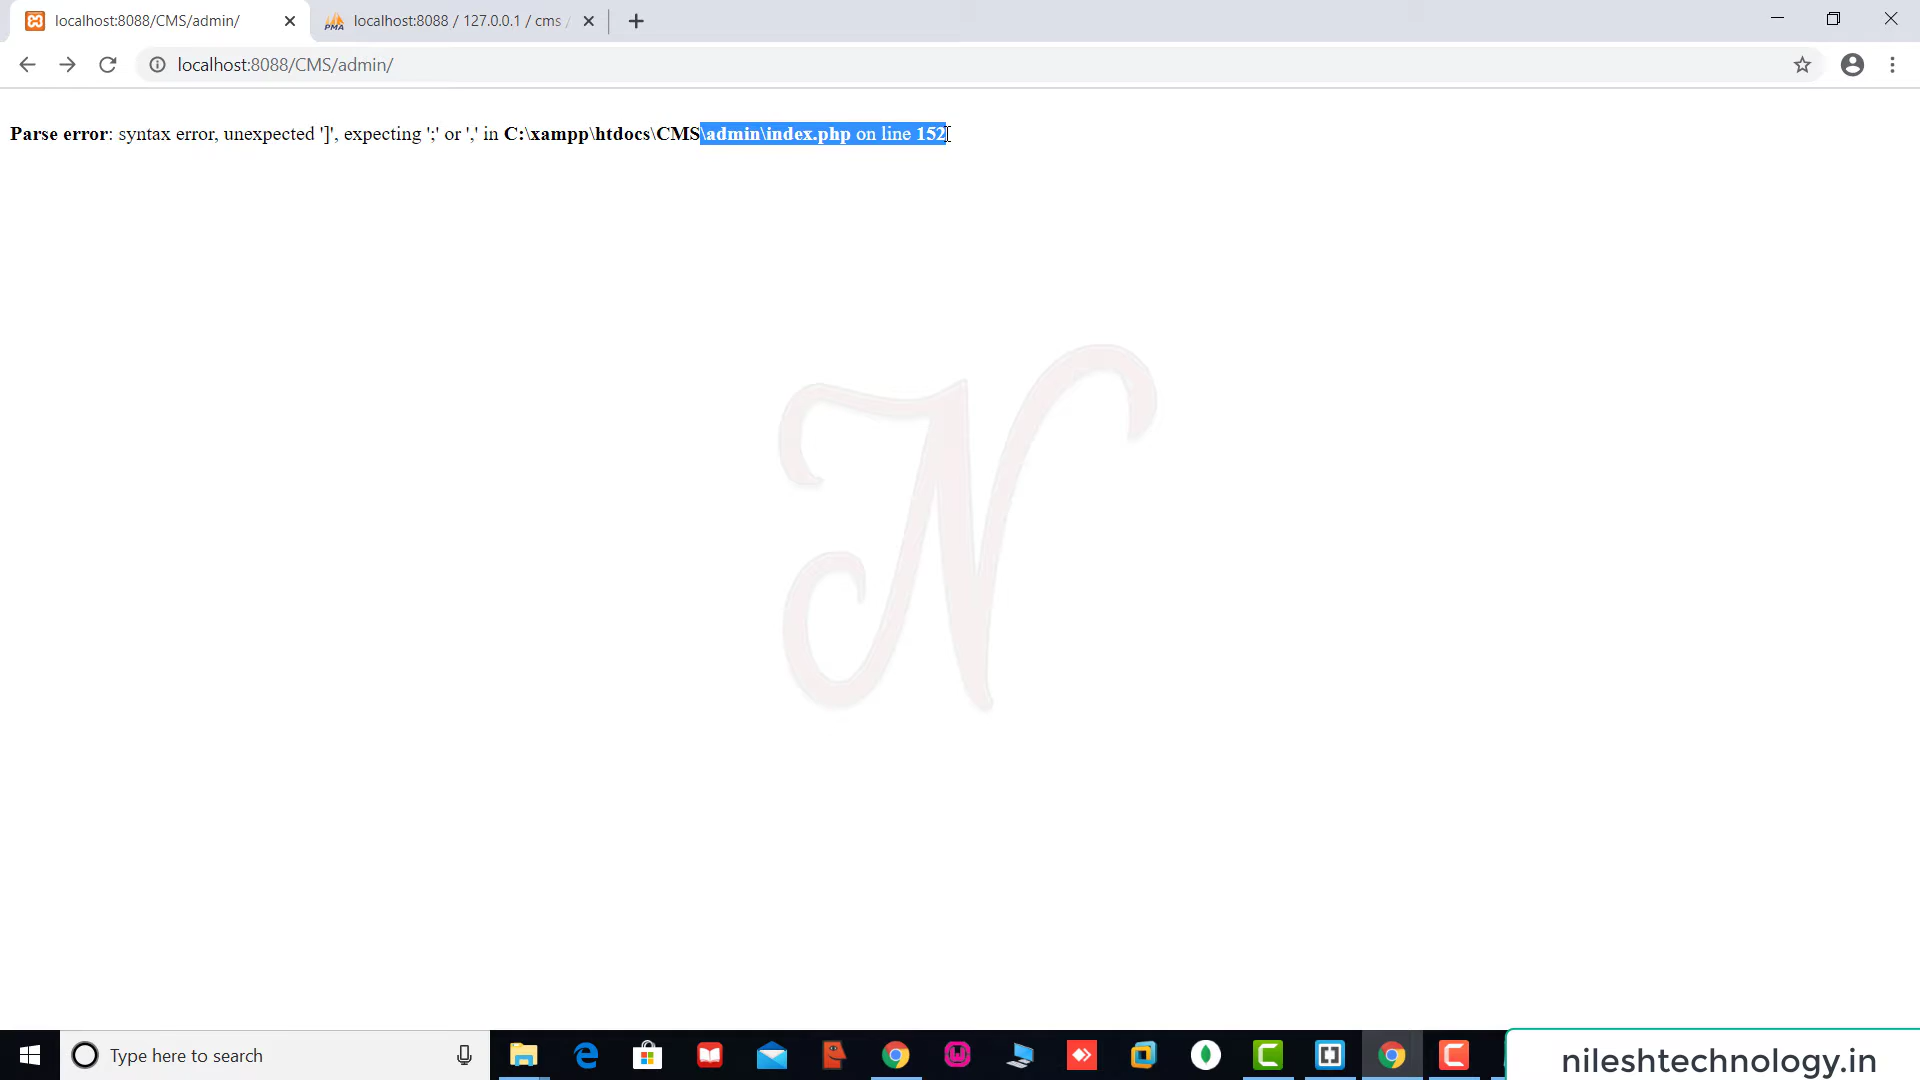 localhost:8088/CMS/admin/
localhost:8088 / 127.0.0.1 / cms /
localhost:8088/CMS/admin/
Parse error: syntax error, unexpected ']', expecting ';' or ',' in C:\xampp\htdocs\CMS\admin\index.php on line 152
N
Type here to search
nileshtechnology.in